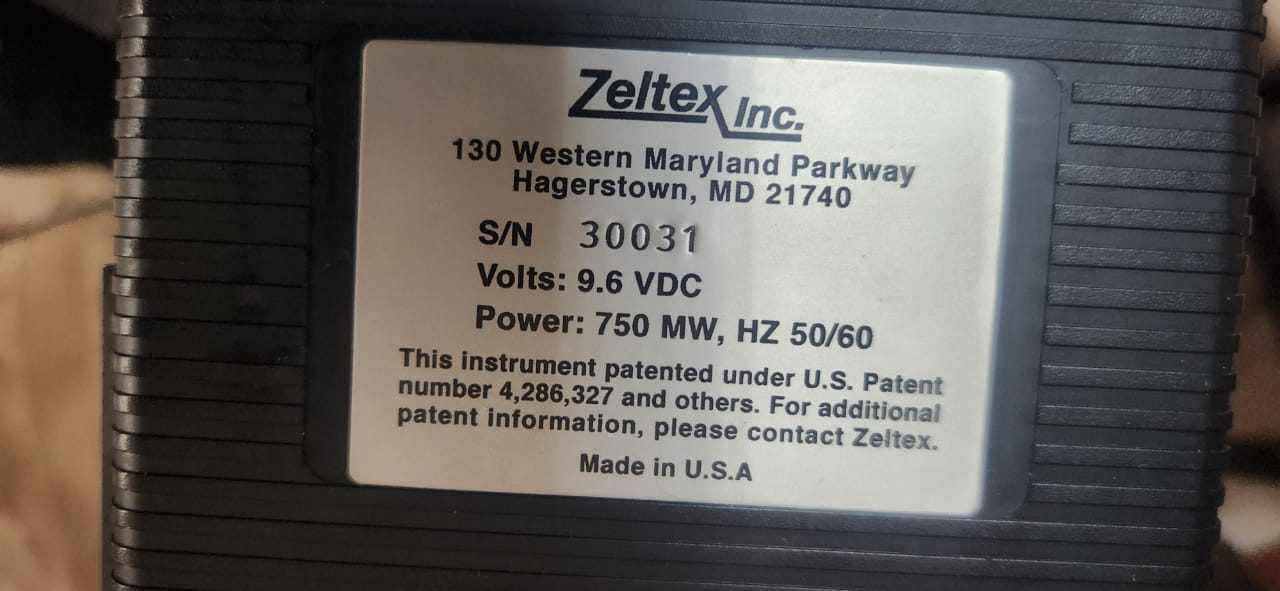 Zeltex Inc.
130 Western Maryland Parkway
Hagerstown, MD 21740
S/N 30031
Volts: 9.6 VDC
Power: 750 MW, HZ 50/60
This instrument patented under U.S. Patent
number 4,286,327 and others. For additional
patent information, please contact Zeltex.
Made in U.S.A